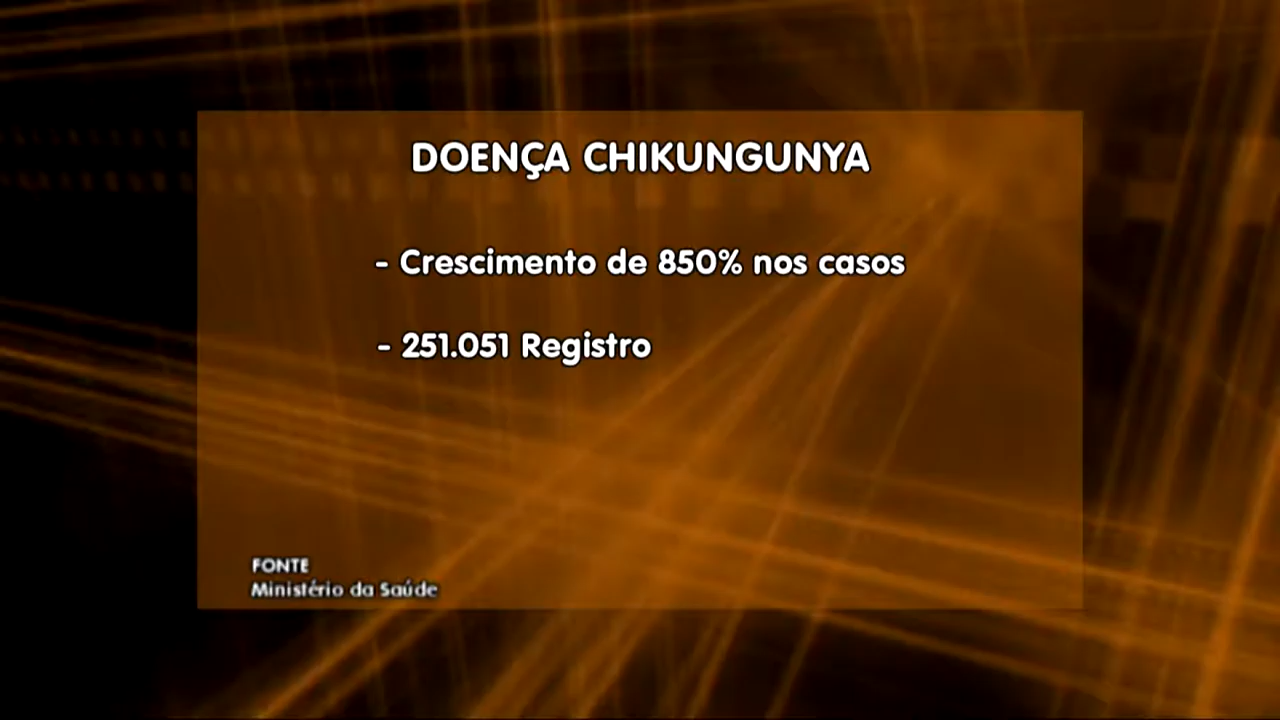 DOENÇA CHIKUNGUNYA
- Crescimento de 850% nos casos
- 251.051 Registro
FONTE
Ministério da Saúde